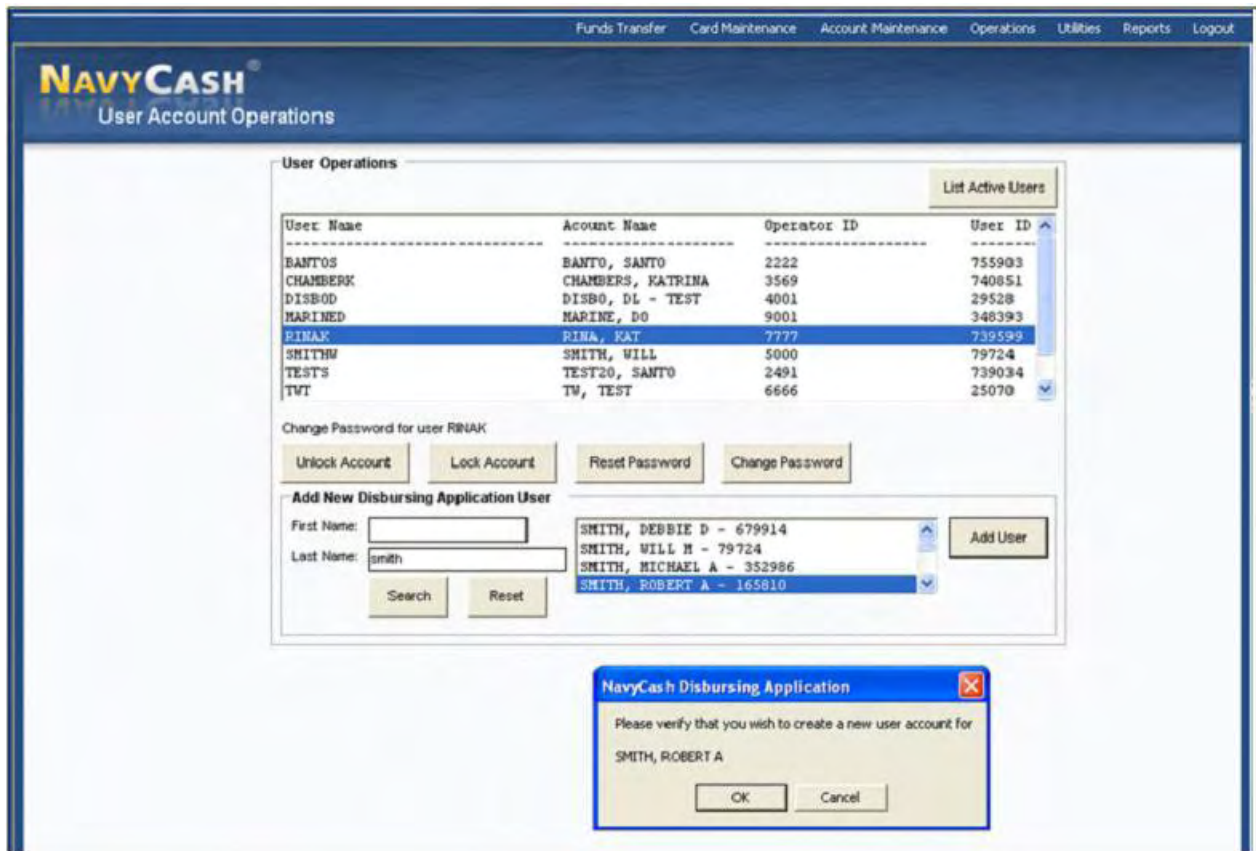 Funds Transfer Card Maintenance Account Maintenance Operations Utilities Reports Logout
NAVYCASH®
User Account Operations
User Operations
List Active Users
User Name Acount Name Operator ID User ID
------------------------------ -------------------- ------------------- -------
BANTOS BANTO, SANTO 2222 755903
CHAMBERK CHAMBERS, KATRINA 3569 740851
DISBOD DISBO, DL - TEST 4001 29528
MARINED MARINE, DO 9001 348393
RINAK RINA, KAT 7777 739599
SMITHW SMITH, WILL 5000 79724
TESTS TEST20, SANTO 2491 739034
TWT TW, TEST 6666 25070
Change Password for user RINAK
Unlock Account Lock Account Reset Password Change Password
Add New Disbursing Application User
First Name:
Last Name: smith
Search Reset
SMITH, DEBBIE D - 679914
SMITH, WILL M - 79724
SMITH, MICHAEL A - 352986
SMITH, ROBERT A - 165810
Add User
NavyCash Disbursing Application
Please verify that you wish to create a new user account for
SMITH, ROBERT A
OK Cancel